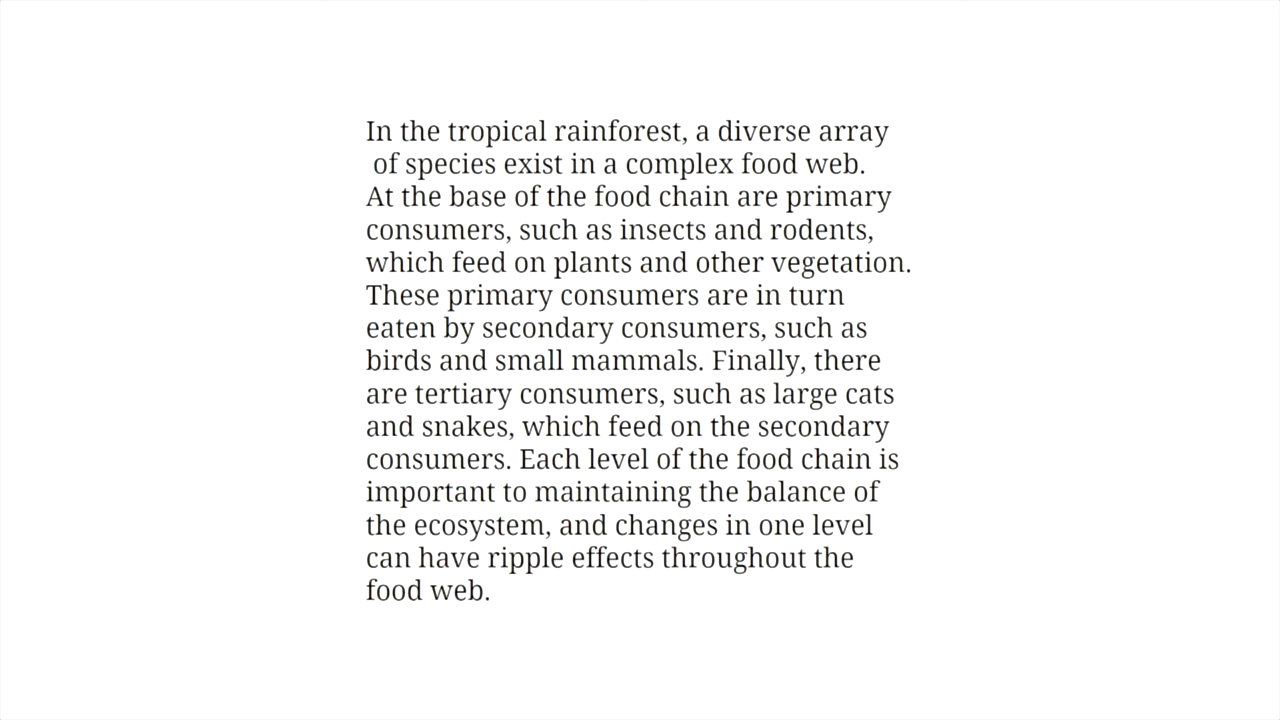 In the tropical rainforest, a diverse array
of species exist in a complex food web.
At the base of the food chain are primary
consumers, such as insects and rodents,
which feed on plants and other vegetation.
These primary consumers are in turn
eaten by secondary consumers, such as
birds and small mammals. Finally, there
are tertiary consumers, such as large cats
and snakes, which feed on the secondary
consumers. Each level of the food chain is
important to maintaining the balance of
the ecosystem, and changes in one level
can have ripple effects throughout the
food web.